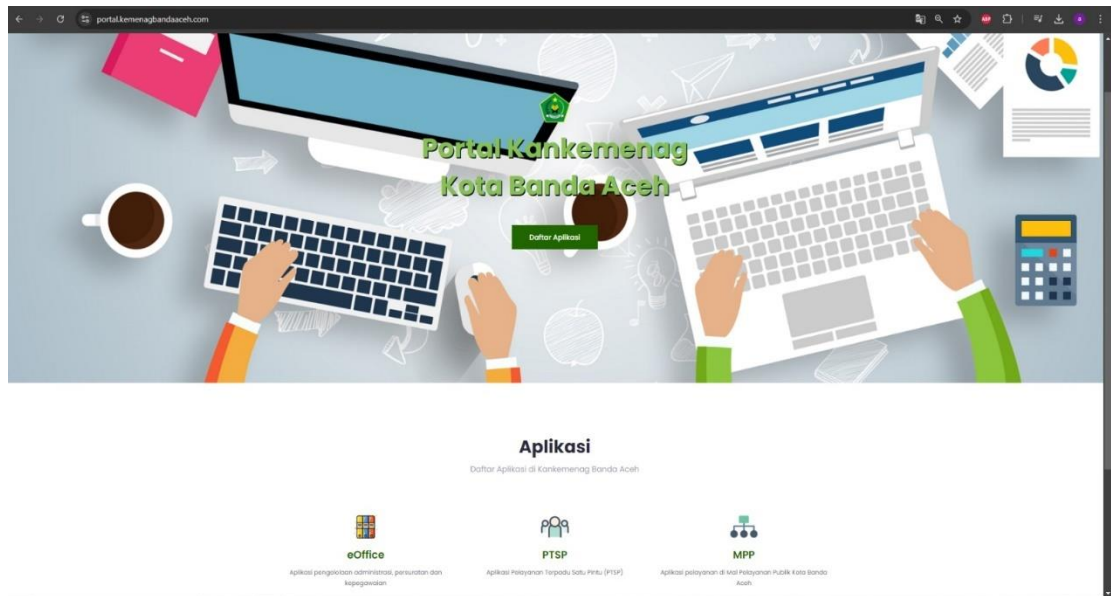 portal.kemenagbandaaceh.com
Portal Kankemenag
Kota Banda Aceh
Daftar Aplikasi
Aplikasi
Daftar Aplikasi di Kankemenag Banda Aceh
eOffice
PTSP
MPP
Aplikasi pengelolaan administrasi, persuratan dan
kepegawaian
Aplikasi Pelayanan Terpadu Satu Pintu (PTSP)
Aplikasi pelayanan di Mal Pelayanan Publik Kota Banda
Aceh